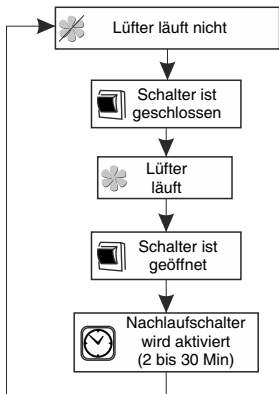 Lüfter läuft nicht
Schalter ist
geschlossen
Lüfter
läuft
Schalter ist
geöffnet
Nachlaufschalter
wird aktiviert
(2 bis 30 Min)